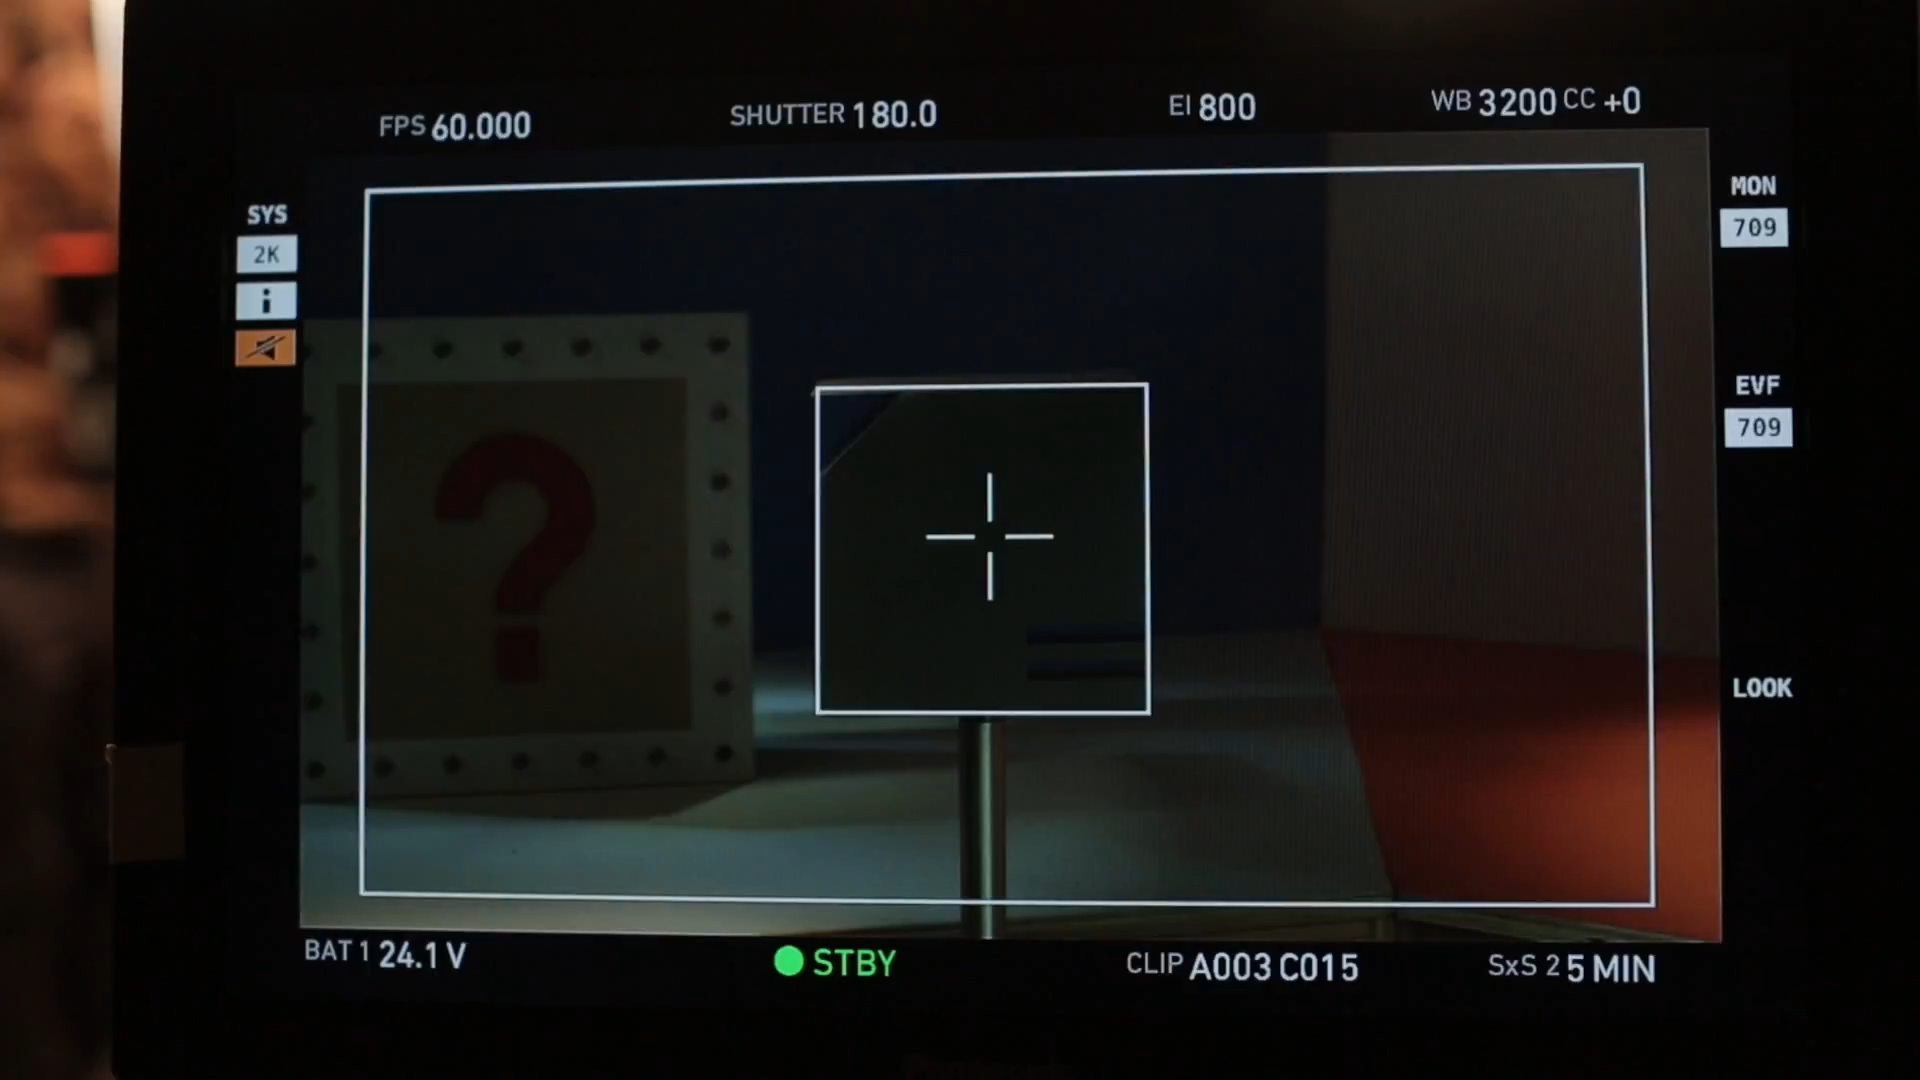 FPS 60.000 SHUTTER 180.0 EI 800 WB 3200 CC +0
SYS
2K
i
MON
709
EVF
709
LOOK
?
BAT 1 24.1 V STBY CLIP A003 C015 SxS 2 5 MIN